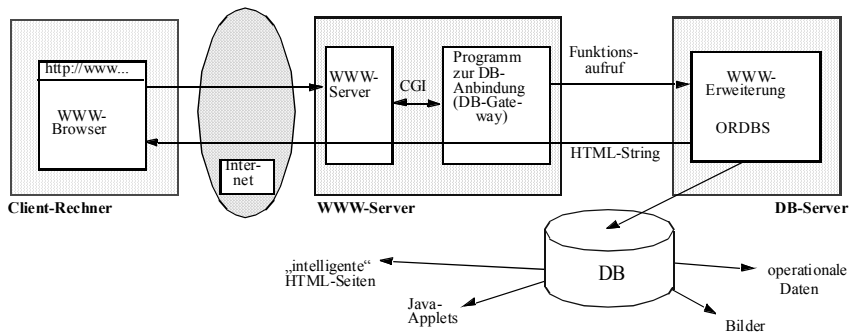 http://www...
WWW-
Browser
Client-Rechner
Inter-
net
WWW-
Server
CGI
Programm
zur DB-
Anbindung
(DB-Gate-
way)
WWW-Server
Funktions-
aufruf
HTML-String
WWW-
Erweiterung
ORDBS
DB-Server
DB
„intelligente“
HTML-Seiten
Java-
Applets
operationale
Daten
Bilder